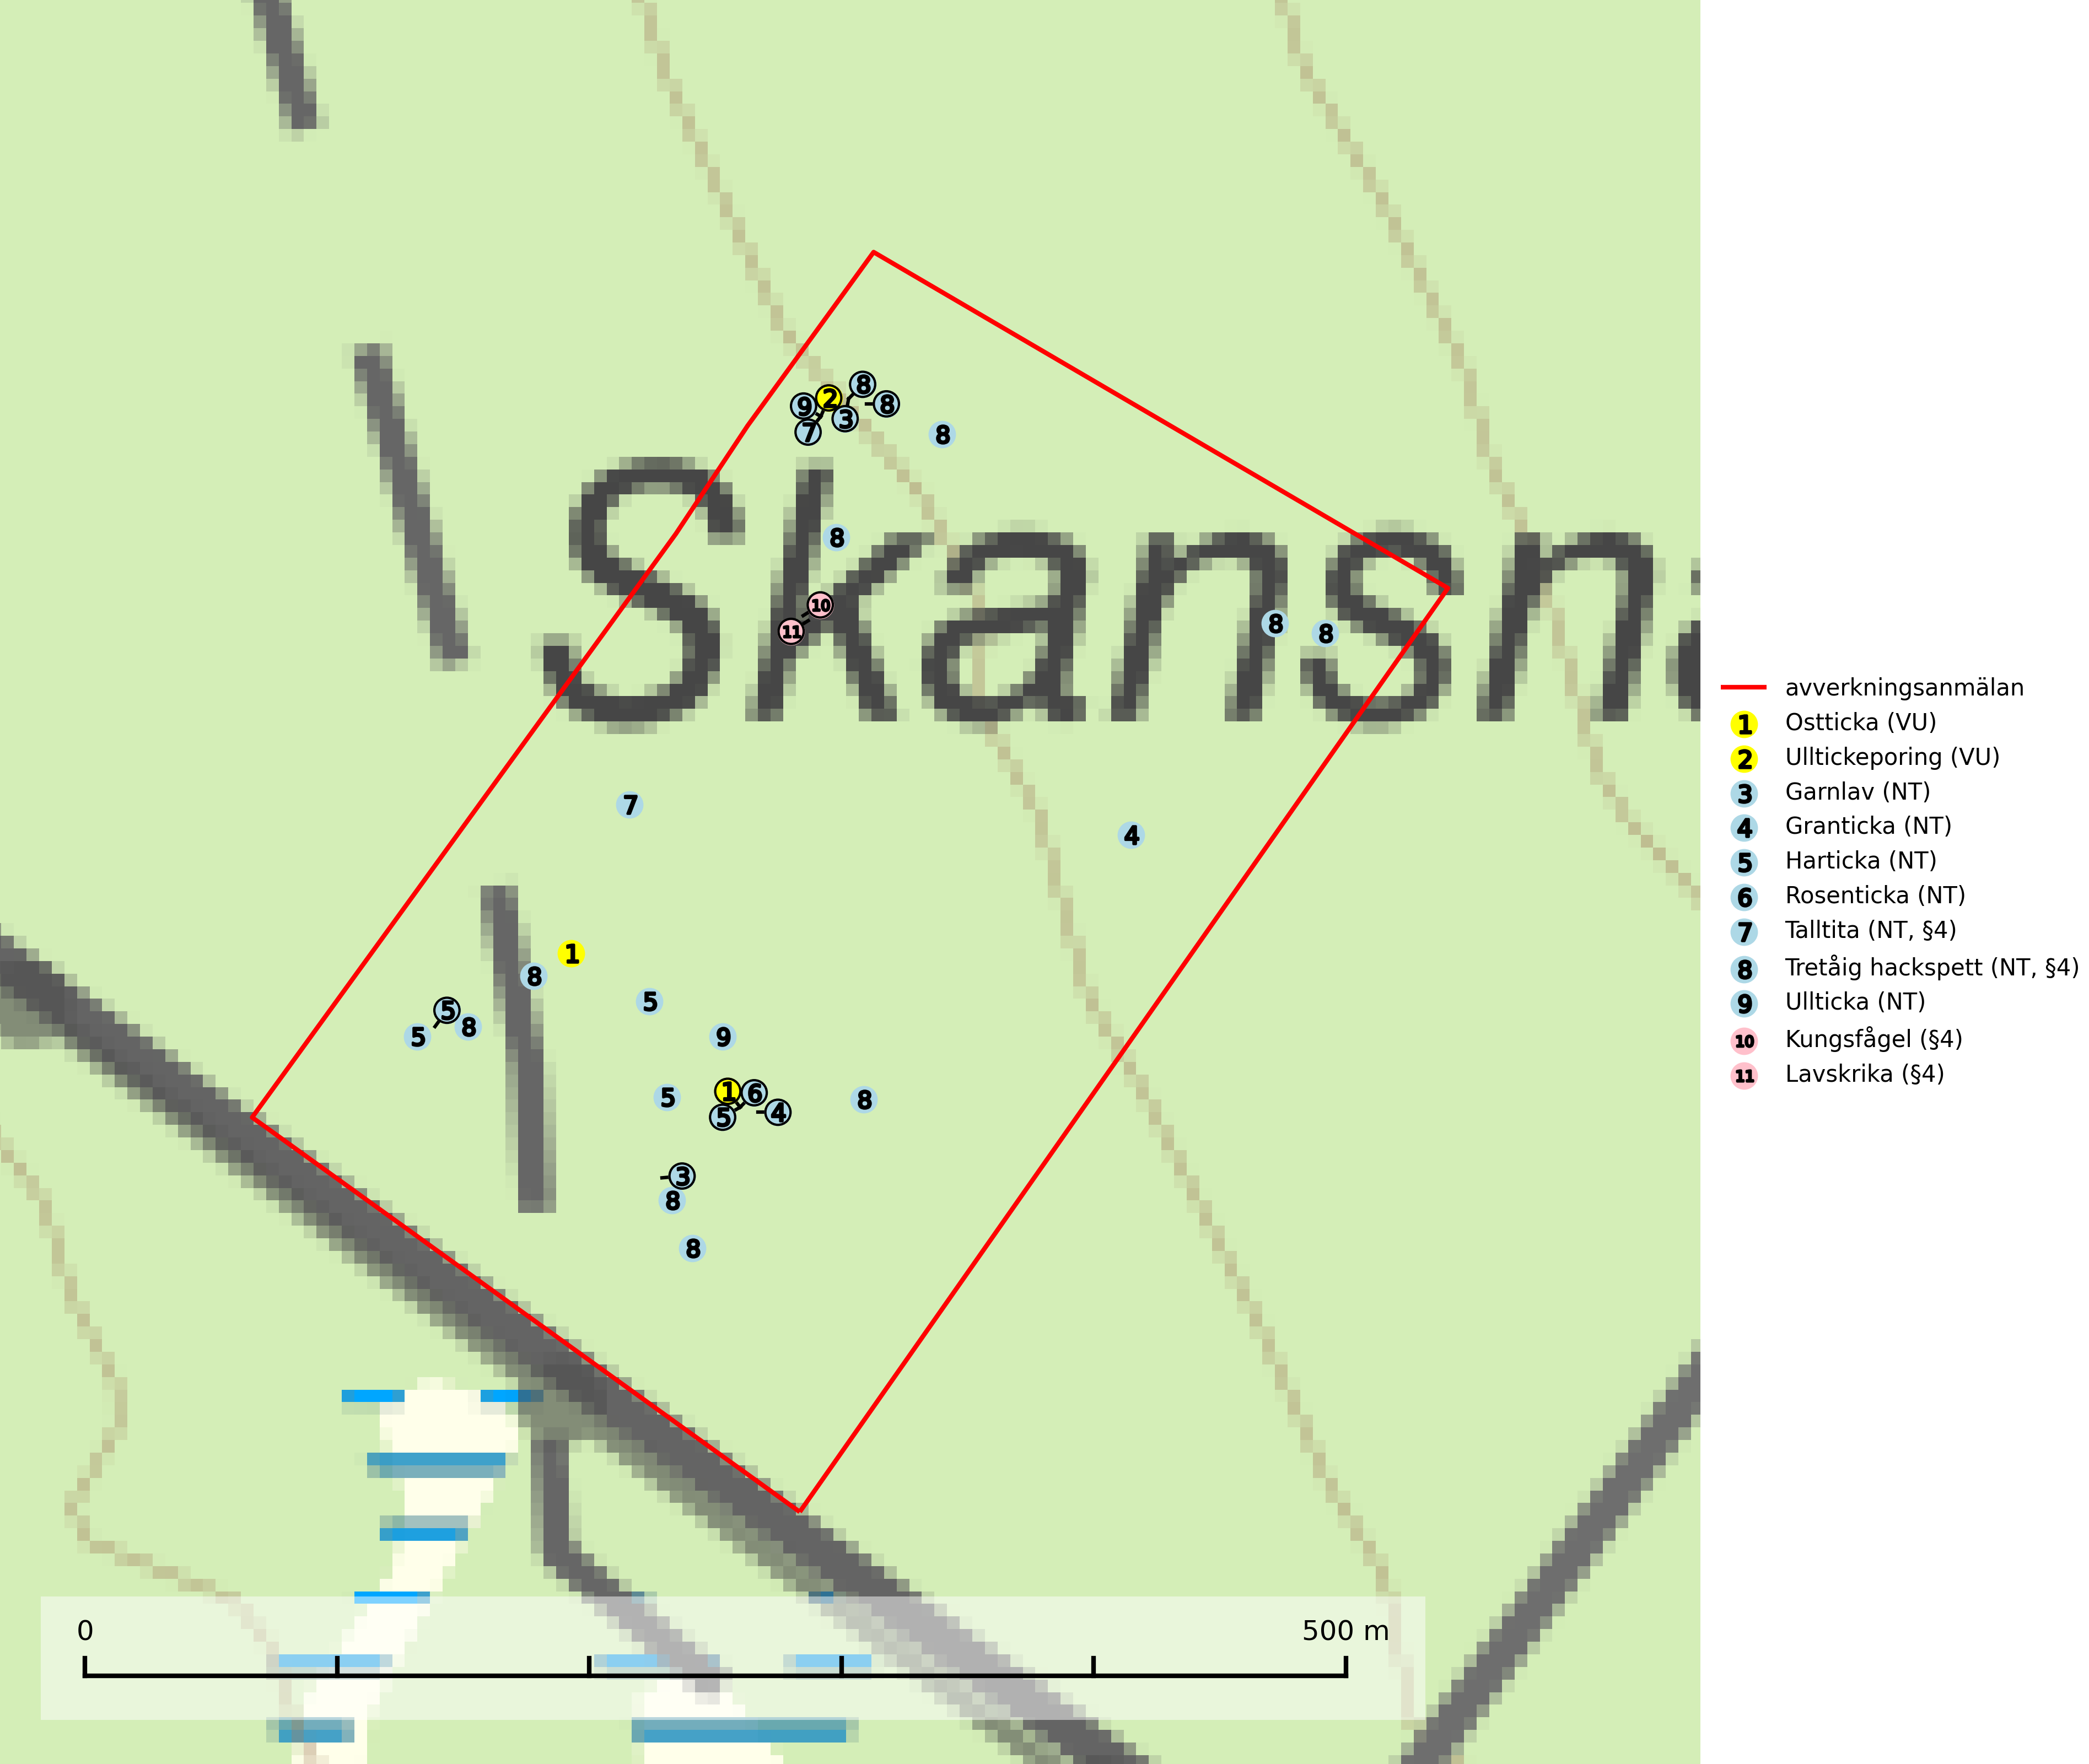 8
2
9
8
3
7
8
Skansn
8
10
8
11
8
7
4
1
8
5
5
8
5
9
1
6
5
8
4
5
3
8
8
avverkningsanmälan
1 Ostticka (VU)
2 Ulltickeporing (VU)
3 Garnlav (NT)
4 Granticka (NT)
5 Harticka (NT)
6 Rosenticka (NT)
7 Talltita (NT, §4)
8 Tretåig hackspett (NT, §4)
9 Ullticka (NT)
10 Kungsfågel (§4)
11 Lavskrika (§4)
0 500 m